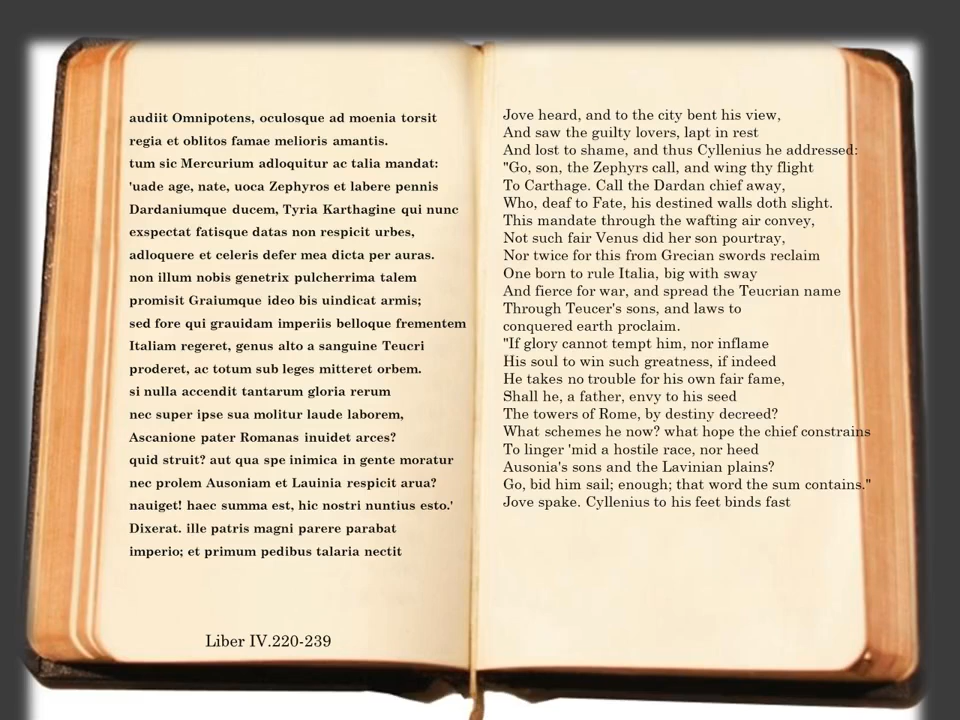 audiit Omnipotens, oculosque ad moenia torsit
regia et oblitos famae melioris amantis.
tum sic Mercurium adloquitur ac talia mandat:
'uade age, nate, uoca Zephyros et labere pennis
Dardaniumque ducem, Tyria Karthagine qui nunc
exspectat fatisque datas non respicit urbes,
adloquere et celeris defer mea dicta per auras.
non illum nobis genetrix pulcherrima talem
promisit Graiumque ideo bis uindicat armis;
sed fore qui grauidam imperiis belloque frementem
Italiam regeret, genus alto a sanguine Teucri
proderet, ac totum sub leges mitteret orbem.
si nulla accendit tantarum gloria rerum
nec super ipse sua molitur laude laborem,
Ascanione pater Romanas inuidet arces?
quid struit? aut qua spe inimica in gente moratur
nec prolem Ausoniam et Lauinia respicit arua?
nauiget! haec summa est, hic nostri nuntius esto.'
Dixerat. ille patris magni parere parabat
imperio; et primum pedibus talaria nectit
Liber IV.220-239
Jove heard, and to the city bent his view,
And saw the guilty lovers, lapt in rest
And lost to shame, and thus Cyllenius he addressed:
"Go, son, the Zephyrs call, and wing thy flight
To Carthage. Call the Dardan chief away,
Who, deaf to Fate, his destined walls doth slight.
This mandate through the wafting air convey,
Not such fair Venus did her son pourtray,
Nor twice for this from Grecian swords reclaim
One born to rule Italia, big with sway
And fierce for war, and spread the Teucrian name
Through Teucer's sons, and laws to
conquered earth proclaim.
"If glory cannot tempt him, nor inflame
His soul to win such greatness, if indeed
He takes no trouble for his own fair fame,
Shall he, a father, envy to his seed
The towers of Rome, by destiny decreed?
What schemes he now? what hope the chief constrains
To linger 'mid a hostile race, nor heed
Ausonia's sons and the Lavinian plains?
Go, bid him sail; enough; that word the sum contains."
Jove spake. Cyllenius to his feet binds fast